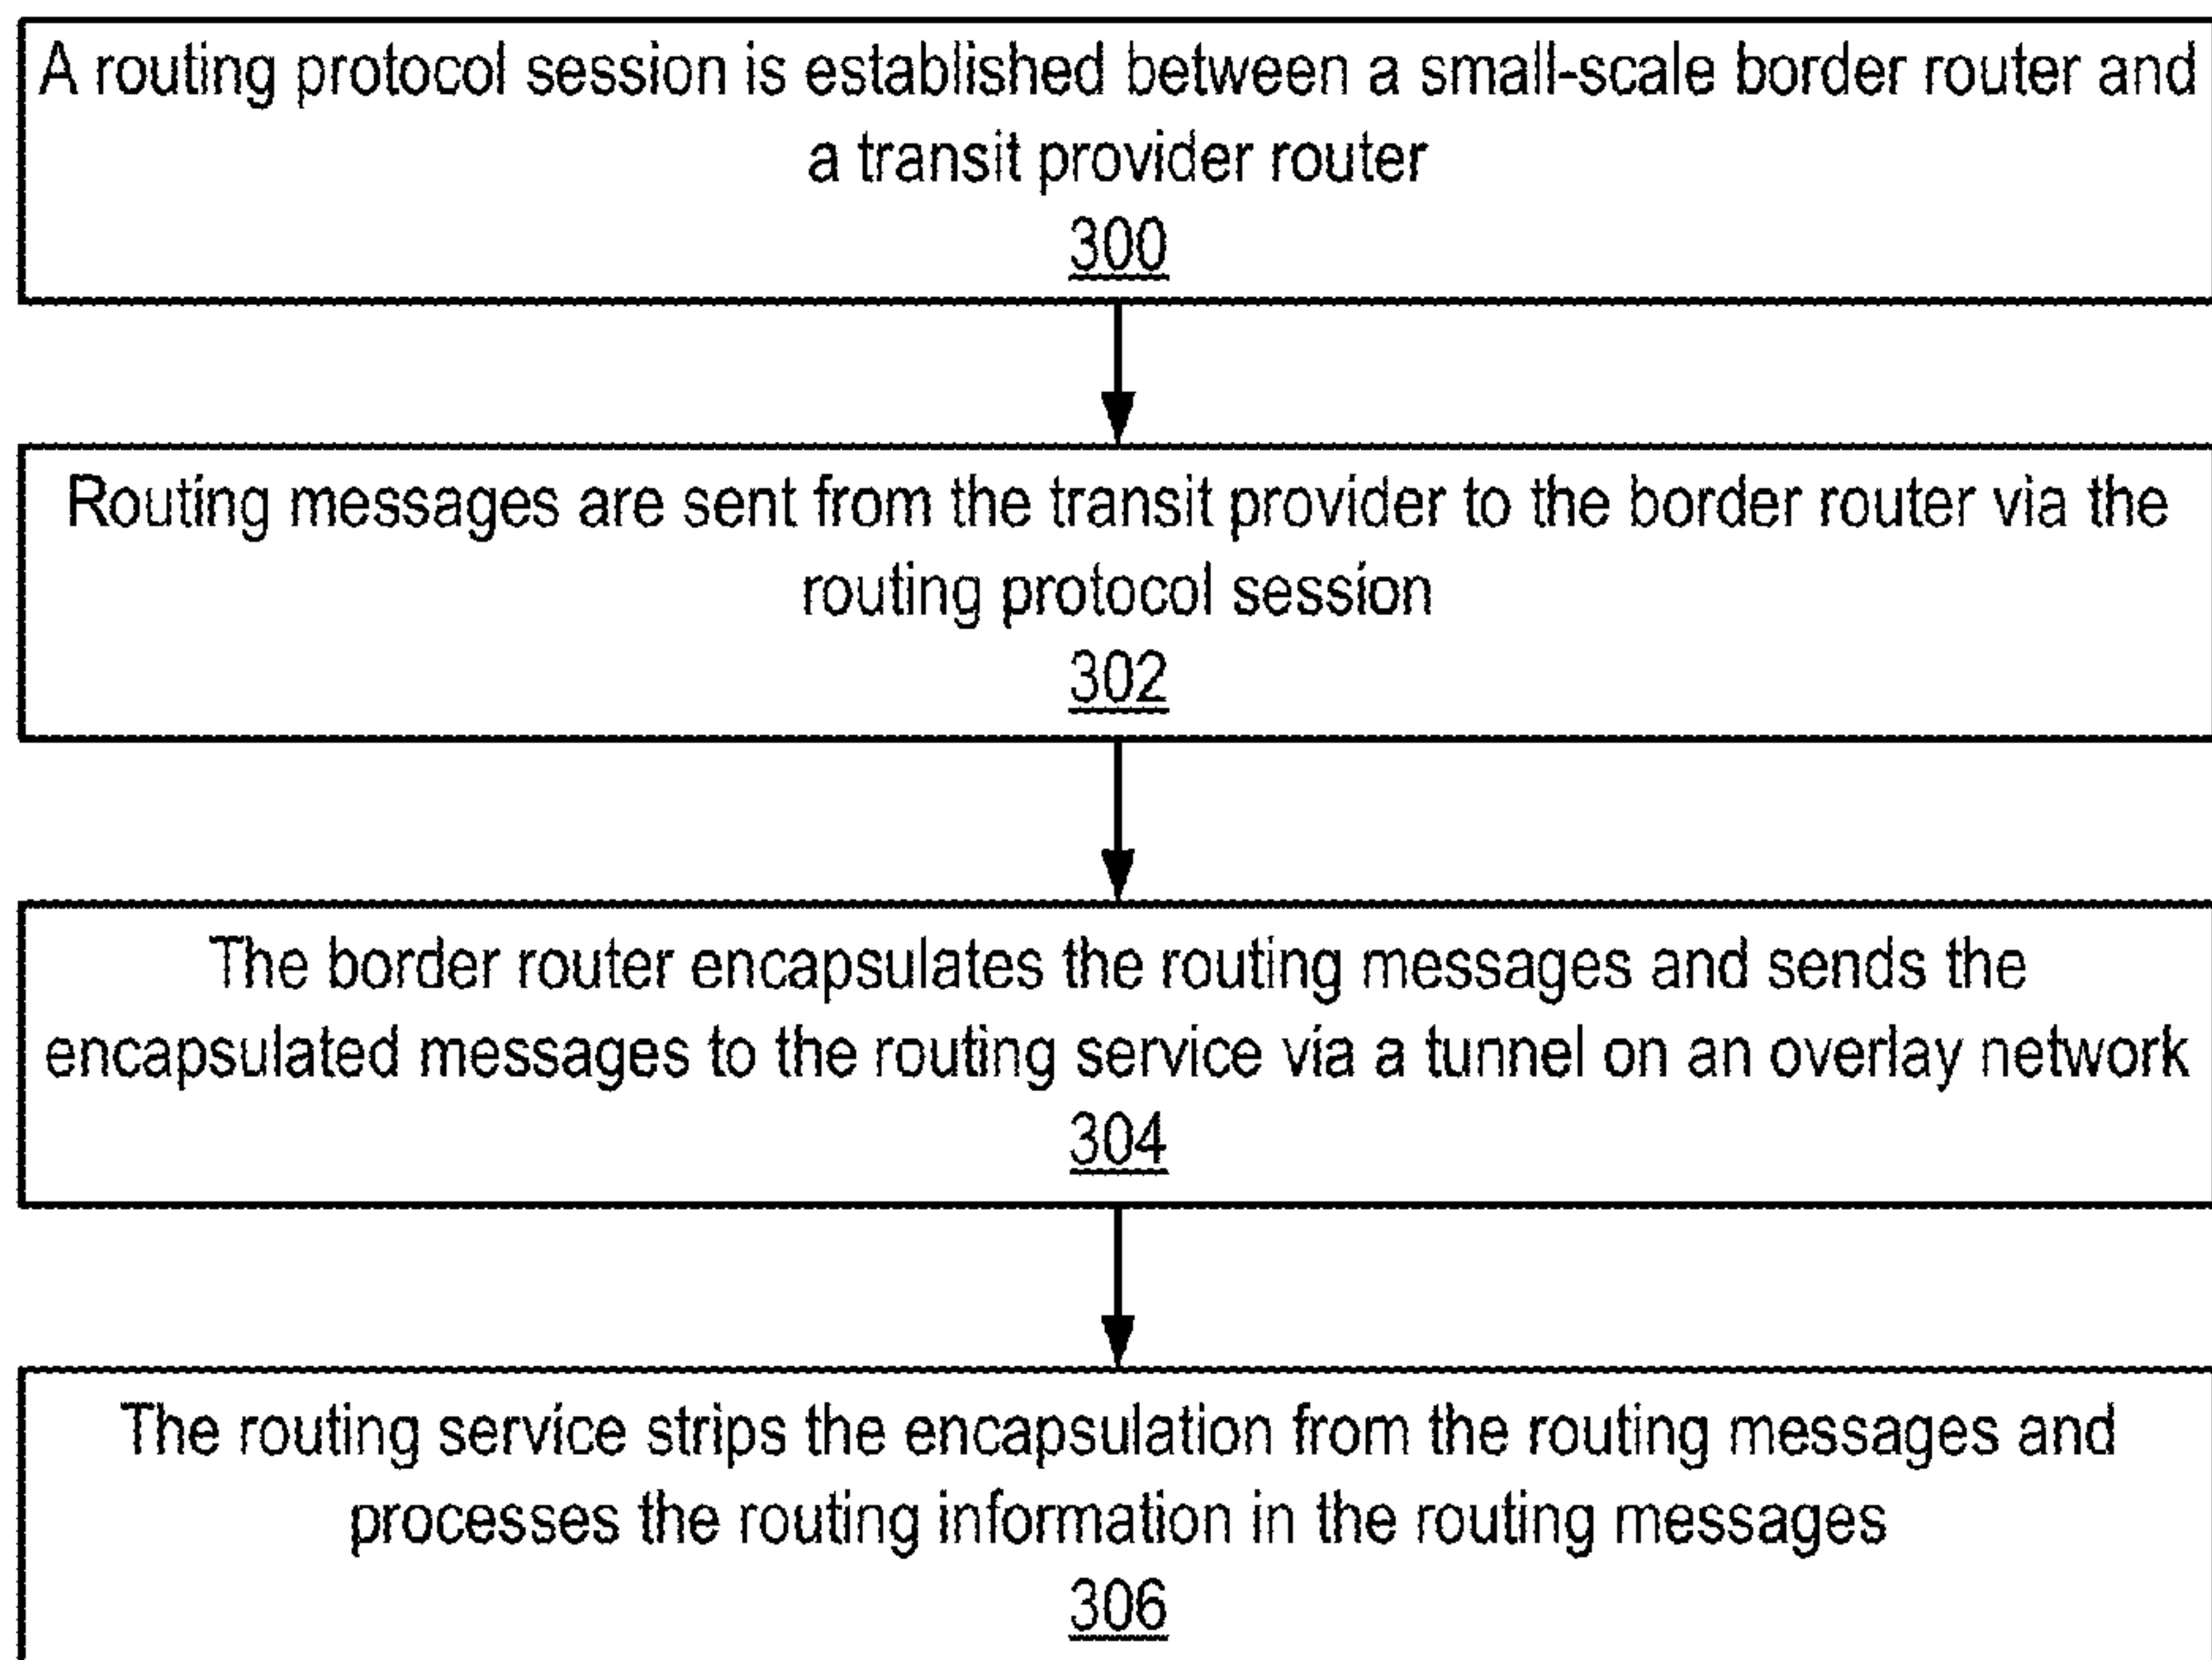 A routing protocol session is established between a small-scale border router and
a transit provider router
300
Routing messages are sent from the transit provider to the border router via the
routing protocol session
302
The border router encapsulates the routing messages and sends the
encapsulated messages to the routing service via a tunnel on an overlay network
304
The routing service strips the encapsulation from the routing messages and
processes the routing information in the routing messages
306